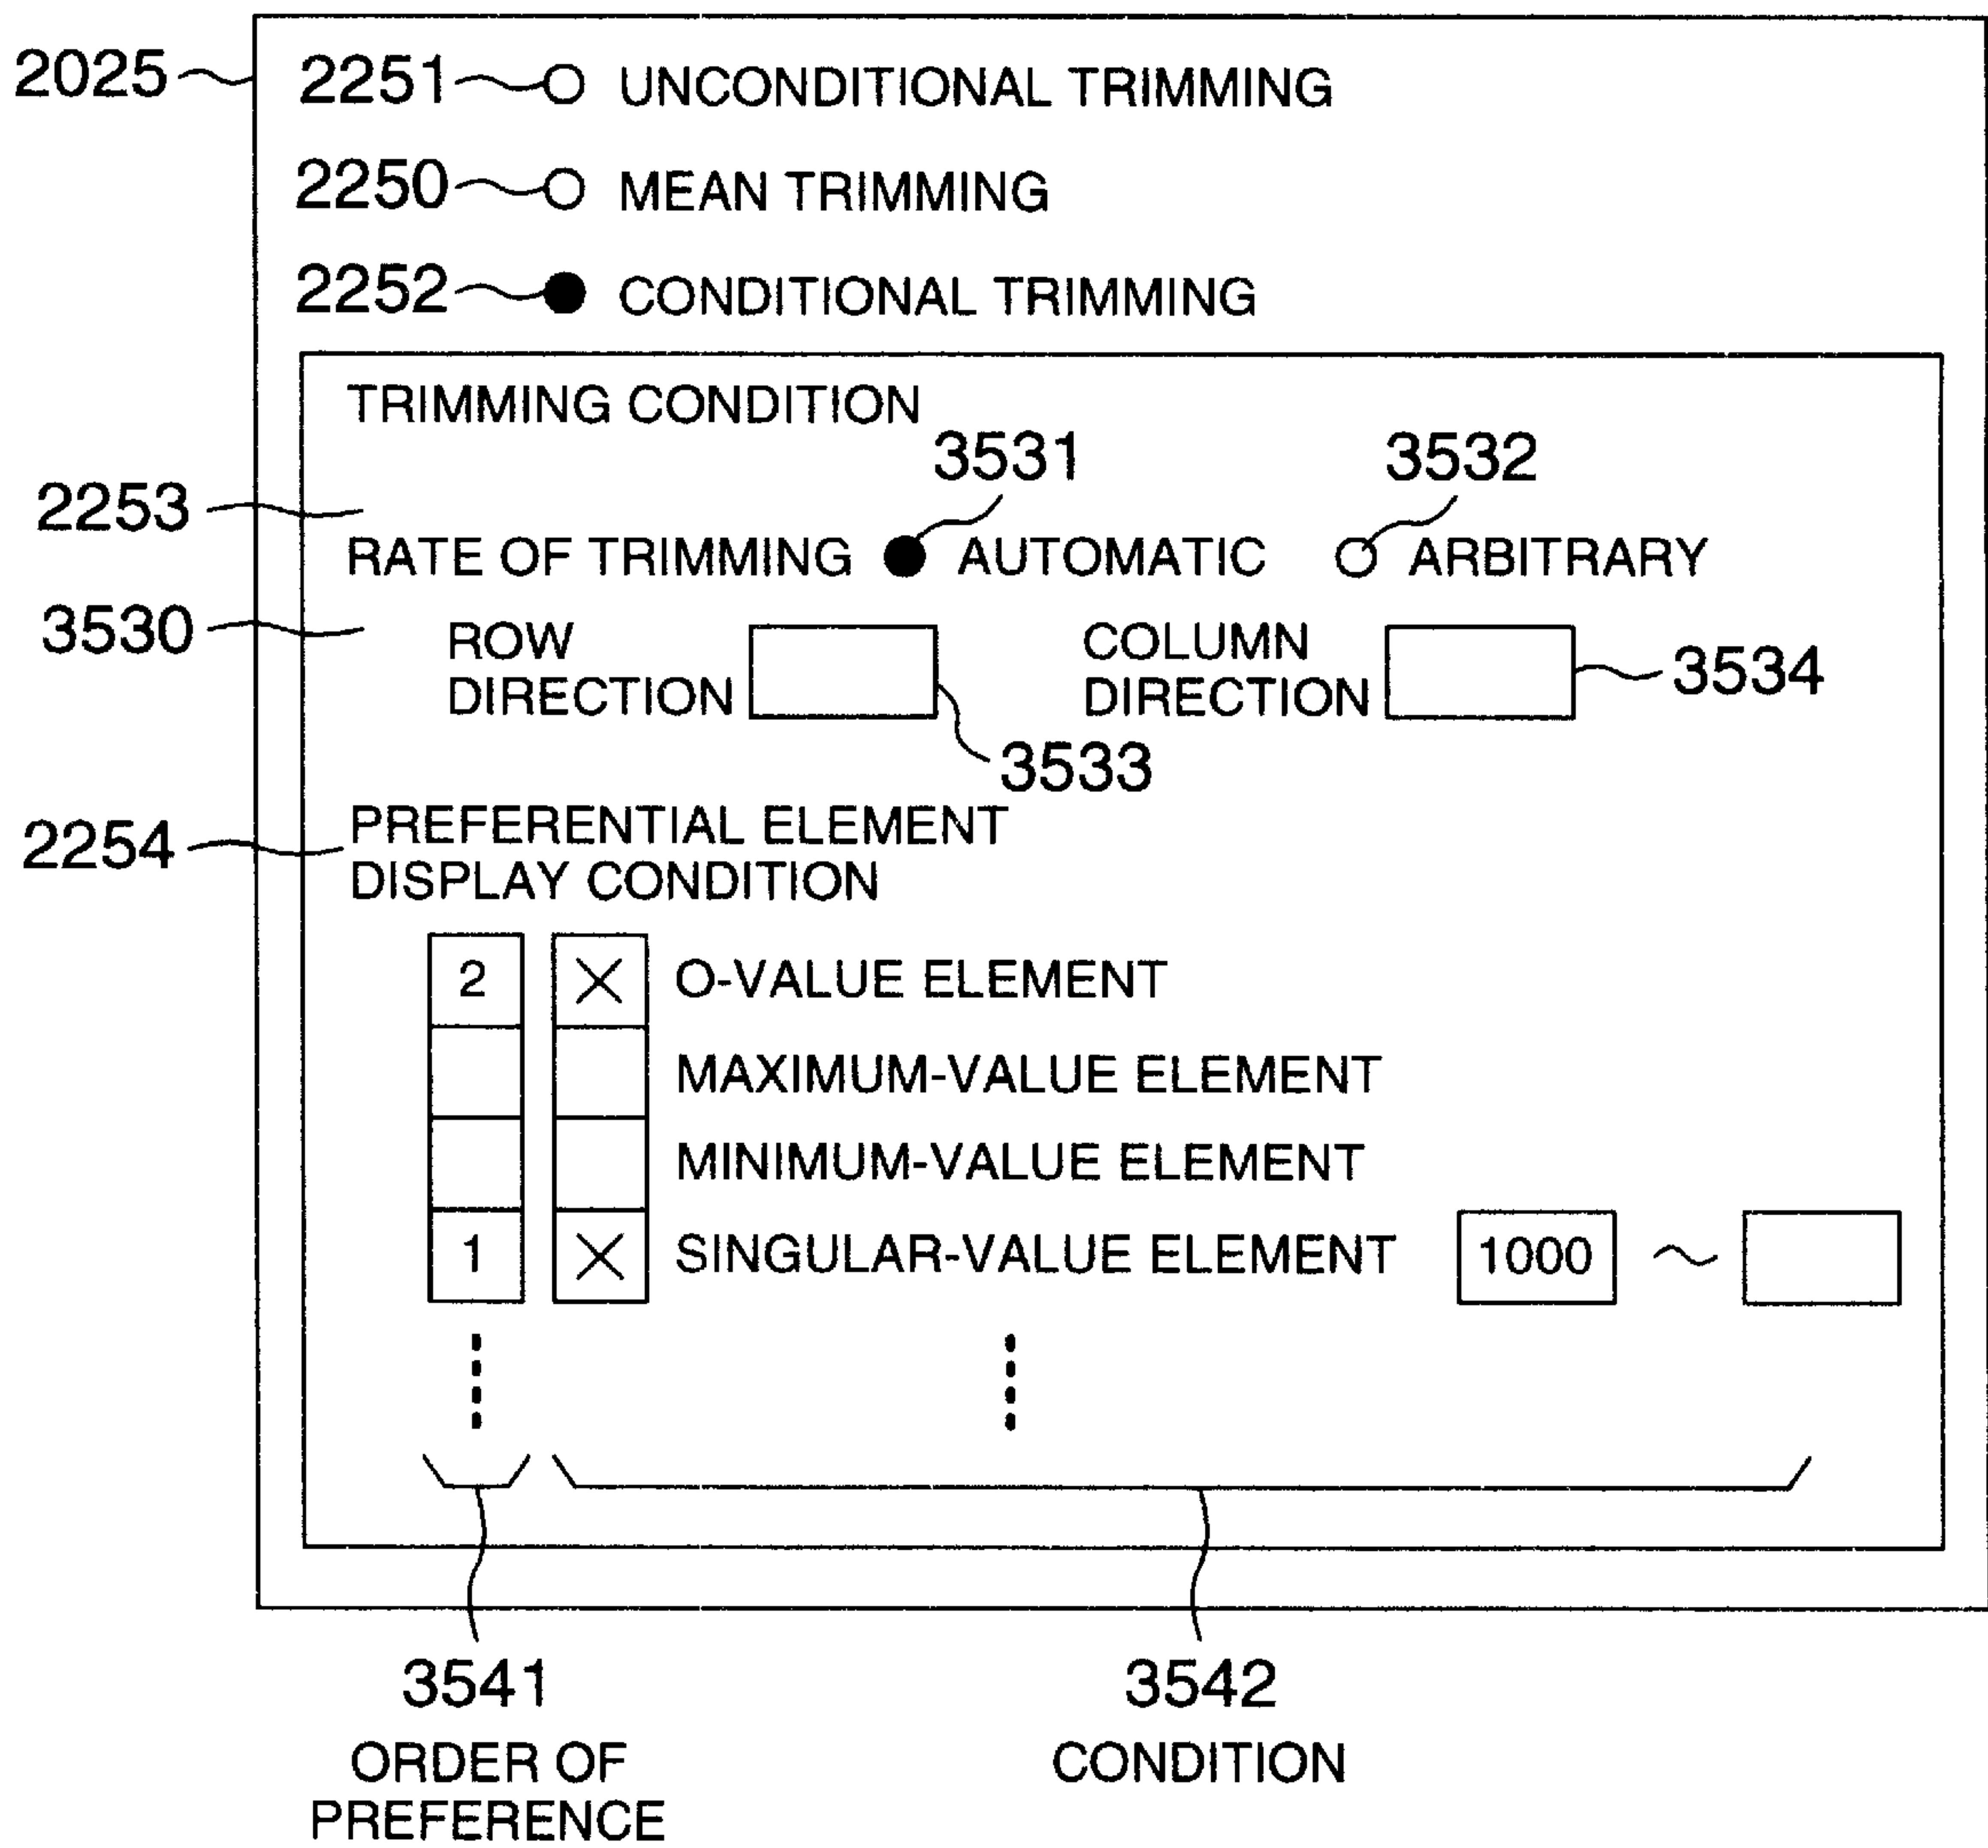 2025 2251 UNCONDITIONAL TRIMMING
2250 MEAN TRIMMING
2252 CONDITIONAL TRIMMING
TRIMMING CONDITION
3531 3532
2253
RATE OF TRIMMING AUTOMATIC ARBITRARY
3530
ROW
DIRECTION
COLUMN
DIRECTION
3534
3533
2254
PREFERENTIAL ELEMENT
DISPLAY CONDITION
2 X O-VALUE ELEMENT
MAXIMUM-VALUE ELEMENT
MINIMUM-VALUE ELEMENT
1 X SINGULAR-VALUE ELEMENT 1000 ~
3541
ORDER OF
PREFERENCE
3542
CONDITION